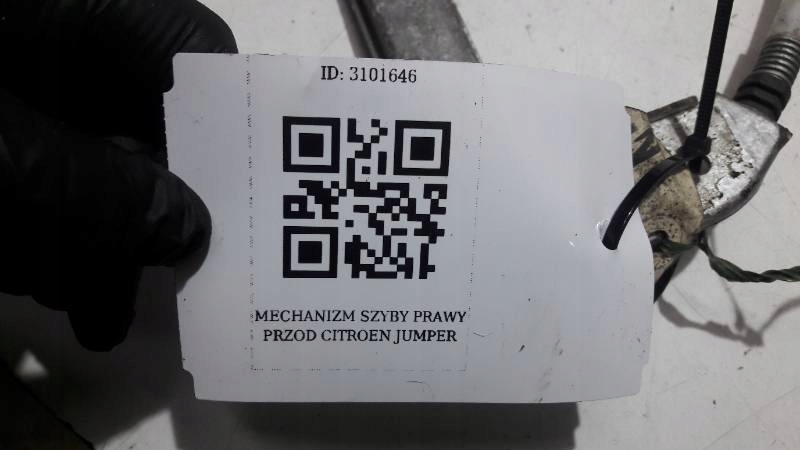 ID: 3101646
MECHANIZM SZYBY PRAWY
PRZOD CITROEN JUMPER